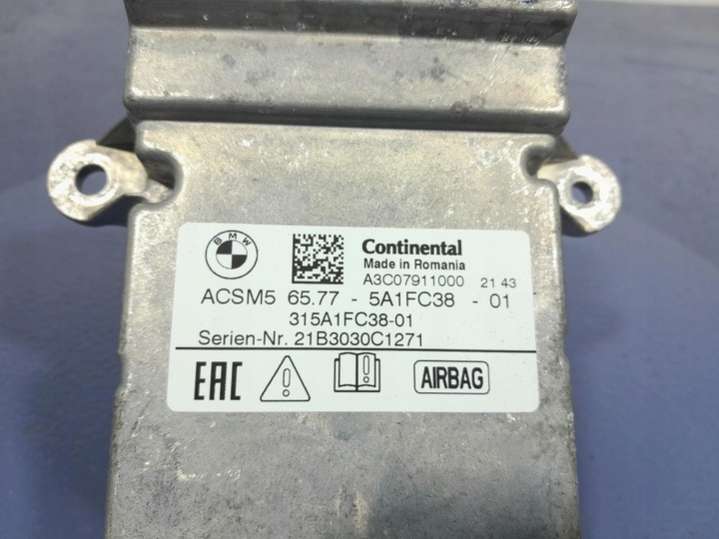 BMW
Continental
Made in Romania
A3C07911000 21 43
ACSM5 65.77 - 5A1FC38 - 01
315A1FC38-01
Serien-Nr. 21B3030C1271
EAC
AIRBAG